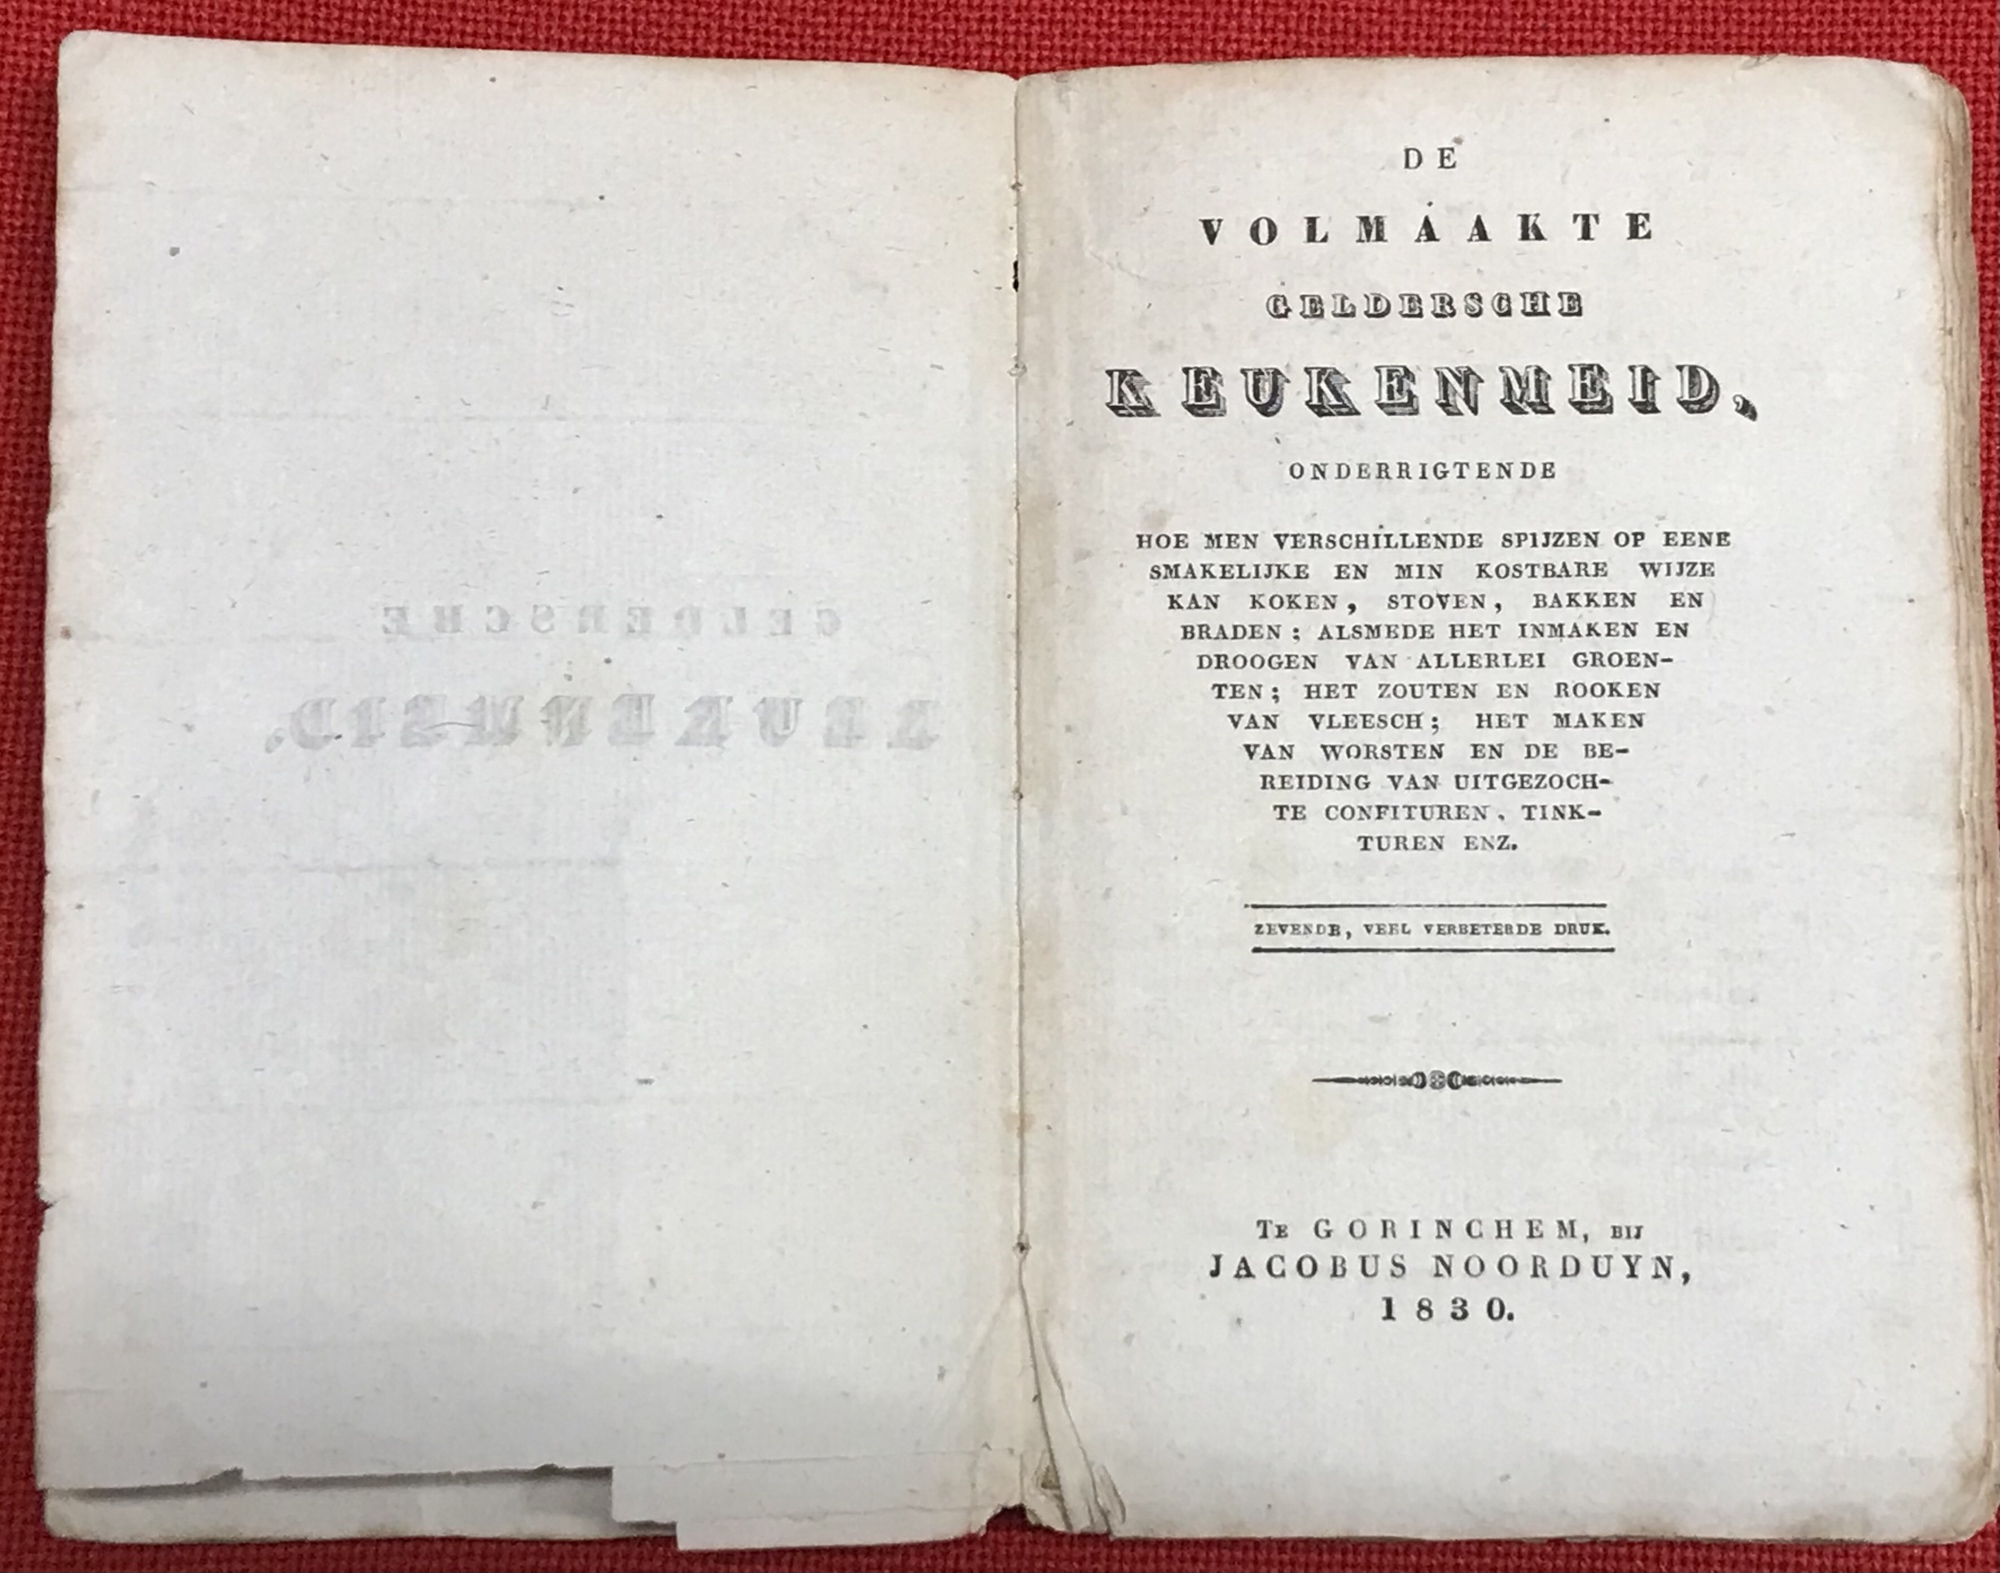 GELDERSCHE
KEUKENMEID.
DE
VOLMAAKTE
GELDERSCHE
KEUKENMEID,
ONDERRIGTENDE
HOE MEN VERSCHILLENDE SPIJZEN OP EENE
SMAKELIJKE EN MIN KOSTBARE WIJZE
KAN KOKEN, STOVEN, BAKKEN EN
BRADEN; ALSMEDE HET INMAKEN EN
DROOGEN VAN ALLERLEI GROEN-
TEN; HET ZOUTEN EN ROOKEN
VAN VLEESCH; HET MAKEN
VAN WORSTEN EN DE BE-
REIDING VAN UITGEZOCH-
TE CONFITUREN, TINK-
TUREN ENZ.
ZEVENDE, VEEL VERBETERDE DRUK.
TE GORINCHEM, BIJ
JACOBUS NOORDUYN,
1830.